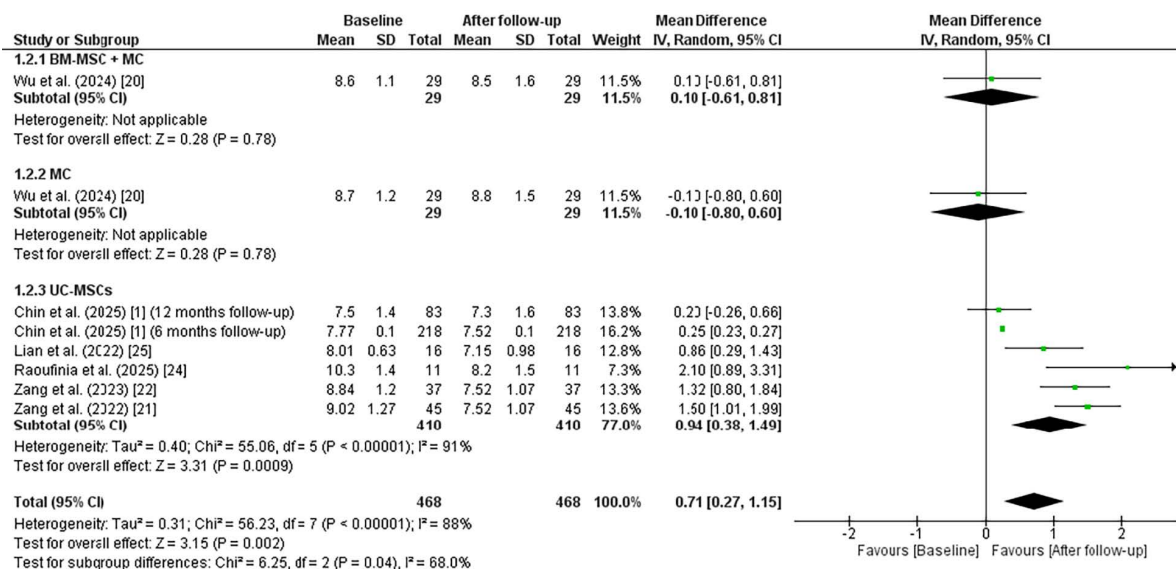 Baseline After follow-up Mean Difference Mean Difference
Study or Subgroup Mean SD Total Mean SD Total Weight IV, Random, 95% CI IV, Random, 95% CI
1.2.1 BM-MSC + MC
Wu et al. (2024) [20] 8.6 1.1 29 8.5 1.6 29 11.5% 0.10 [-0.61, 0.81]
Subtotal (95% CI) 29 29 11.5% 0.10 [-0.61, 0.81]
Heterogeneity: Not applicable
Test for overall effect: Z = 0.28 (P = 0.78)
1.2.2 MC
Wu et al. (2024) [20] 8.7 1.2 29 8.8 1.5 29 11.5% -0.10 [-0.80, 0.60]
Subtotal (95% CI) 29 29 11.5% -0.10 [-0.80, 0.60]
Heterogeneity: Not applicable
Test for overall effect: Z = 0.28 (P = 0.78)
1.2.3 UC-MSCs
Chin et al. (2025) [1] (12 months follow-up) 7.5 1.4 83 7.3 1.6 83 13.8% 0.20 [-0.26, 0.66]
Chin et al. (2025) [1] (6 months follow-up) 7.77 0.1 218 7.52 0.1 218 16.2% 0.25 [0.23, 0.27]
Lian et al. (2022) [25] 8.01 0.63 16 7.15 0.98 16 12.8% 0.86 [0.29, 1.43]
Raoufinia et al. (2025) [24] 10.3 1.4 11 8.2 1.5 11 7.3% 2.10 [0.89, 3.31]
Zang et al. (2023) [22] 8.84 1.2 37 7.52 1.07 37 13.3% 1.32 [0.80, 1.84]
Zang et al. (2022) [21] 9.02 1.27 45 7.52 1.07 45 13.6% 1.50 [1.01, 1.99]
Subtotal (95% CI) 410 410 77.0% 0.94 [0.38, 1.49]
Heterogeneity: Tau² = 0.40; Chi² = 55.06, df = 5 (P < 0.00001); I² = 91%
Test for overall effect: Z = 3.31 (P = 0.0009)
Total (95% CI) 468 468 100.0% 0.71 [0.27, 1.15]
Heterogeneity: Tau² = 0.31; Chi² = 56.23, df = 7 (P < 0.00001); I² = 88%
Test for overall effect: Z = 3.15 (P = 0.002)
Test for subgroup differences: Chi² = 6.25, df = 2 (P = 0.04), I² = 68.0%
-2 -1 0 1 2
Favours [Baseline] Favours [After follow-up]